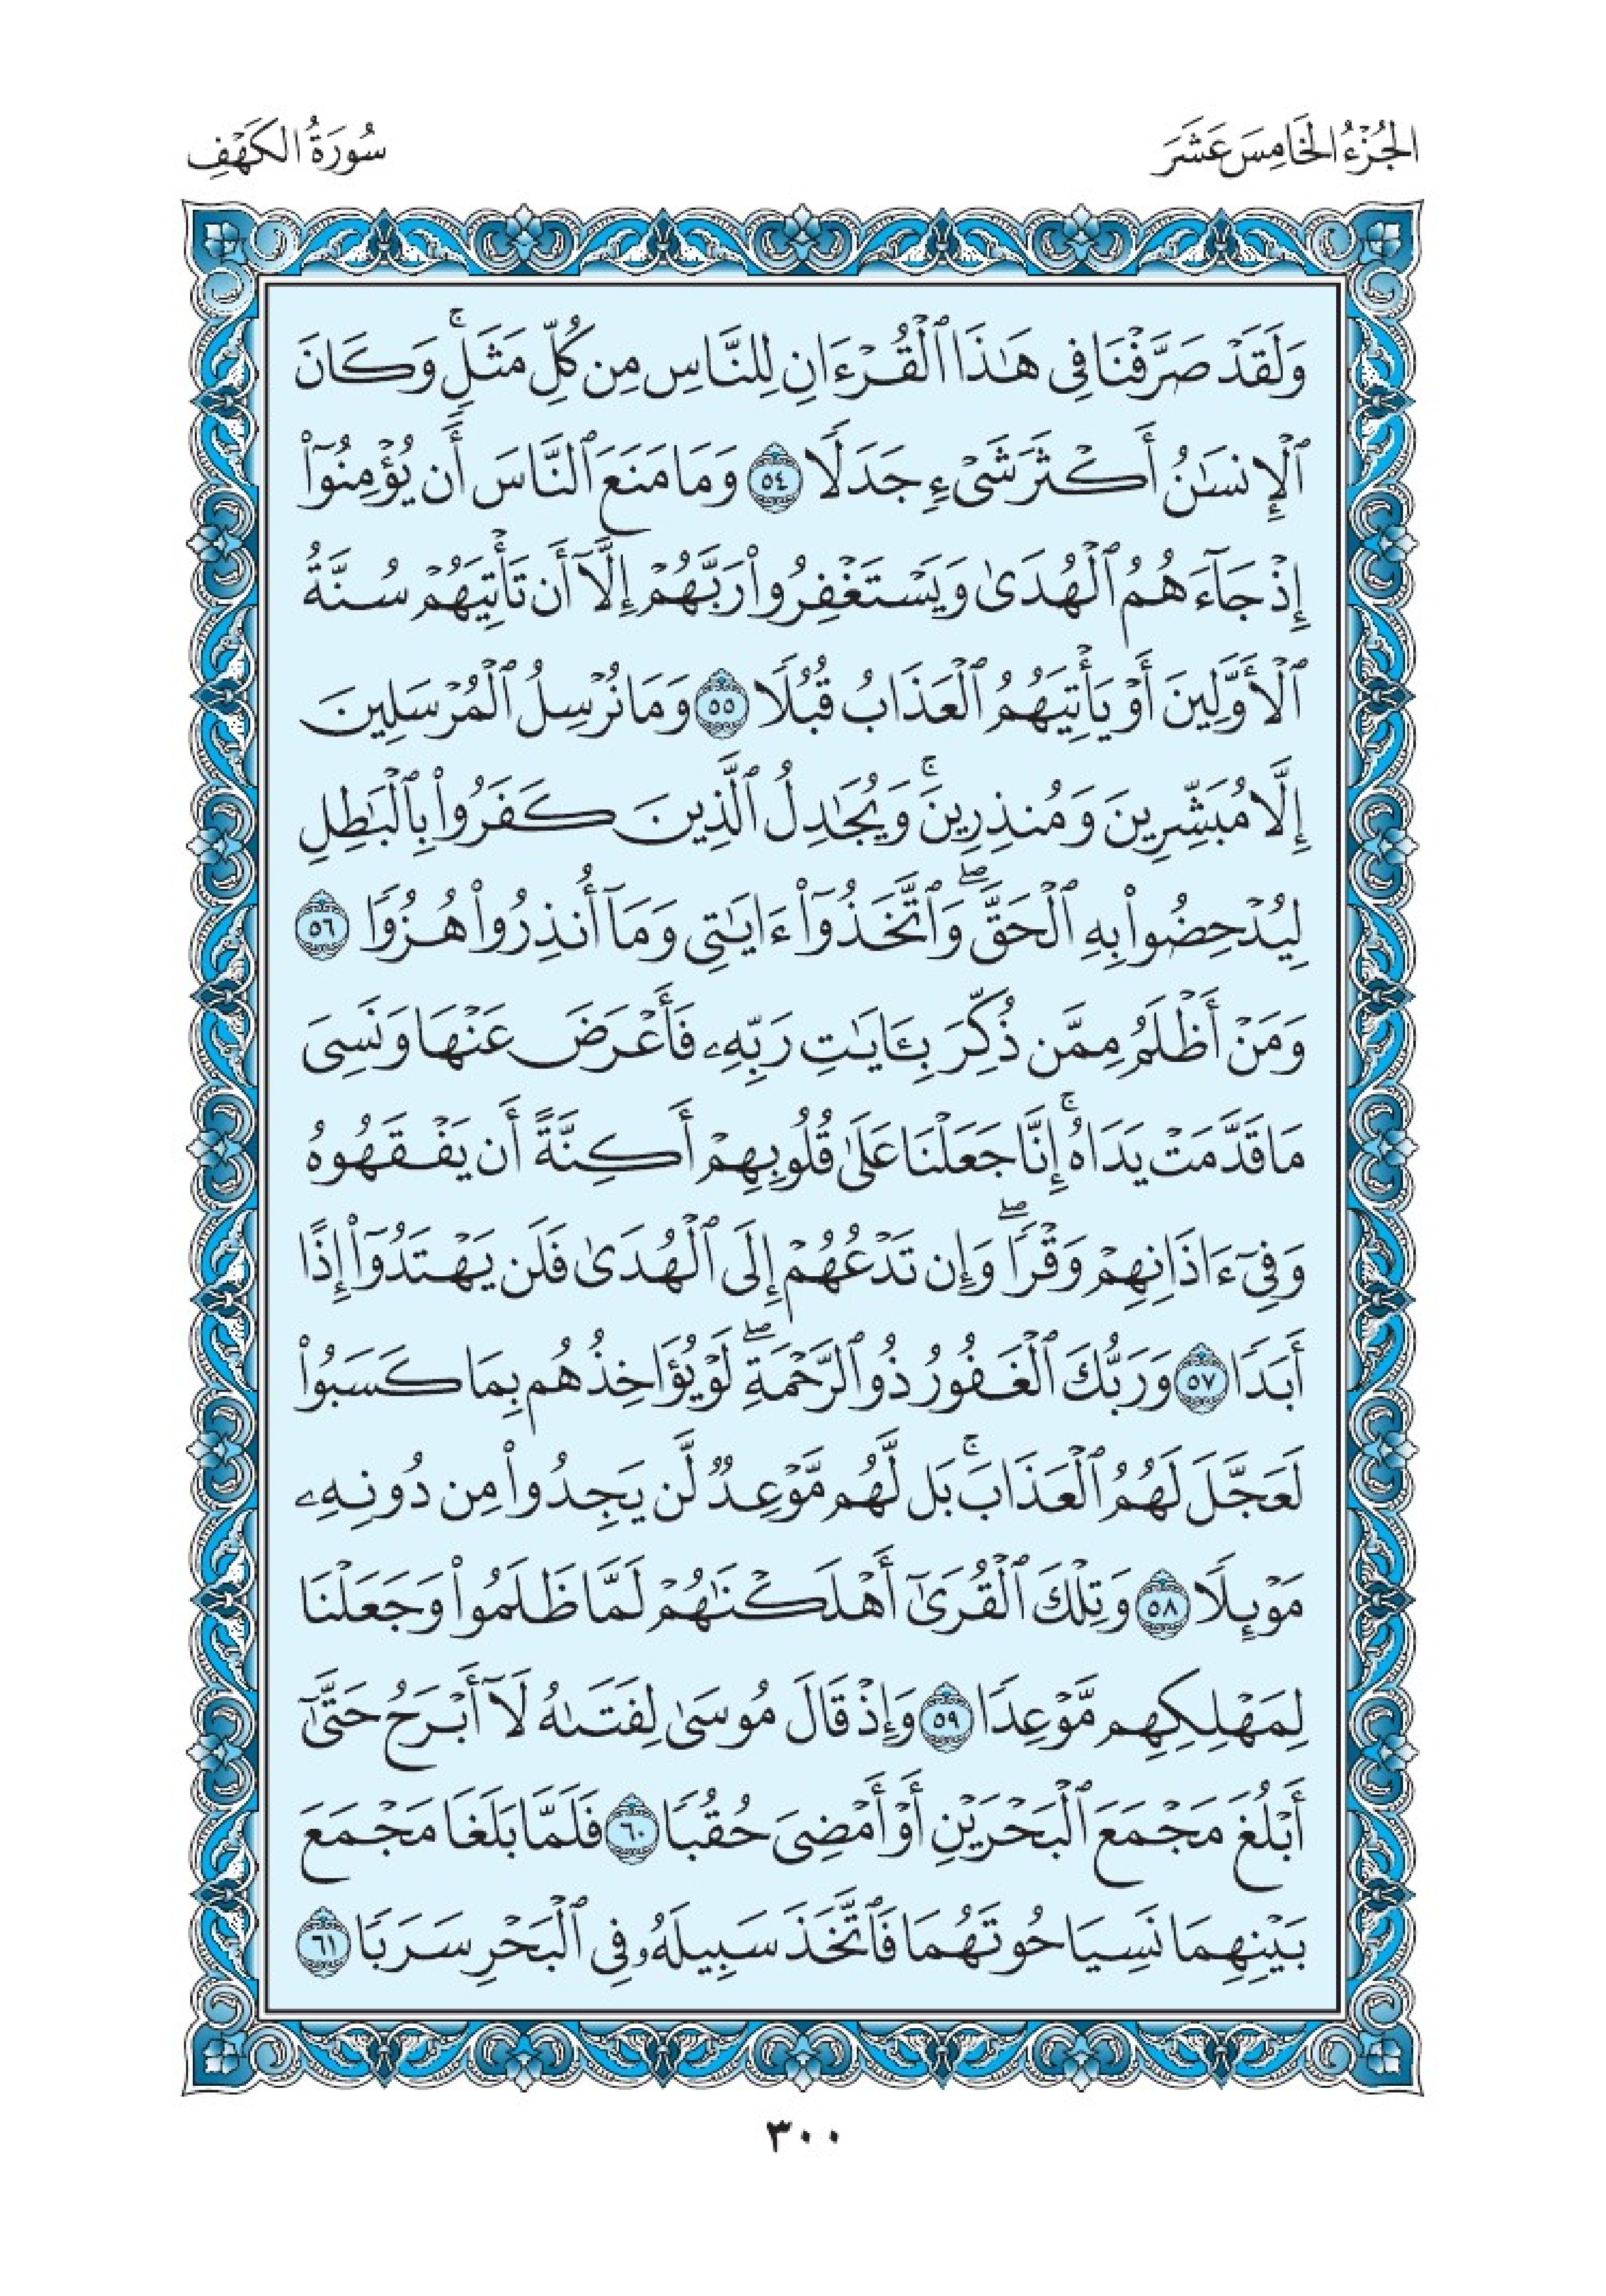 الجُزْءُ الخَامِسَ عَشَرَ
سُورَةُ الكَهْفِ
وَلَقَدْ صَرَّفْنَا فِى هَٰذَا ٱلْقُرْءَانِ لِلنَّاسِ مِن كُلِّ مَثَلٍۚ وَكَانَ
ٱلْإِنسَٰنُ أَكْثَرَ شَىْءٍ جَدَلًا ٥٤ وَمَا مَنَعَ ٱلنَّاسَ أَن يُؤْمِنُوٓا۟
إِذْ جَآءَهُمُ ٱلْهُدَىٰ وَيَسْتَغْفِرُوا۟ رَبَّهُمْ إِلَّآ أَن تَأْتِيَهُمْ سُنَّةُ
ٱلْأَوَّلِينَ أَوْ يَأْتِيَهُمُ ٱلْعَذَابُ قُبُلًا ٥٥ وَمَا نُرْسِلُ ٱلْمُرْسَلِينَ
إِلَّا مُبَشِّرِينَ وَمُنذِرِينَۚ وَيُجَٰدِلُ ٱلَّذِينَ كَفَرُوا۟ بِٱلْبَٰطِلِ
لِيُدْحِضُوا۟ بِهِ ٱلْحَقَّۖ وَٱتَّخَذُوٓا۟ ءَايَٰتِى وَمَآ أُنذِرُوا۟ هُزُوًا ٥٦
وَمَنْ أَظْلَمُ مِمَّن ذُكِّرَ بِـَٔايَٰتِ رَبِّهِۦ فَأَعْرَضَ عَنْهَا وَنَسِىَ
مَا قَدَّمَتْ يَدَاهُۚ إِنَّا جَعَلْنَا عَلَىٰ قُلُوبِهِمْ أَكِنَّةً أَن يَفْقَهُوهُ
وَفِىٓ ءَاذَانِهِمْ وَقْرًاۖ وَإِن تَدْعُهُمْ إِلَى ٱلْهُدَىٰ فَلَن يَهْتَدُوٓا۟ إِذًا
أَبَدًا ٥٧ وَرَبُّكَ ٱلْغَفُورُ ذُو ٱلرَّحْمَةِۖ لَوْ يُؤَاخِذُهُم بِمَا كَسَبُوا۟
لَعَجَّلَ لَهُمُ ٱلْعَذَابَۚ بَل لَّهُم مَّوْعِدٌ لَّن يَجِدُوا۟ مِن دُونِهِۦ
مَوْئِلًا ٥٨ وَتِلْكَ ٱلْقُرَىٰٓ أَهْلَكْنَٰهُمْ لَمَّا ظَلَمُوا۟ وَجَعَلْنَا
لِمَهْلِكِهِم مَّوْعِدًا ٥٩ وَإِذْ قَالَ مُوسَىٰ لِفَتَىٰهُ لَآ أَبْرَحُ حَتَّىٰٓ
أَبْلُغَ مَجْمَعَ ٱلْبَحْرَيْنِ أَوْ أَمْضِىَ حُقُبًا ٦٠ فَلَمَّا بَلَغَا مَجْمَعَ
بَيْنِهِمَا نَسِيَا حُوتَهُمَا فَٱتَّخَذَ سَبِيلَهُۥ فِى ٱلْبَحْرِ سَرَبًا ٦١
٣٠٠